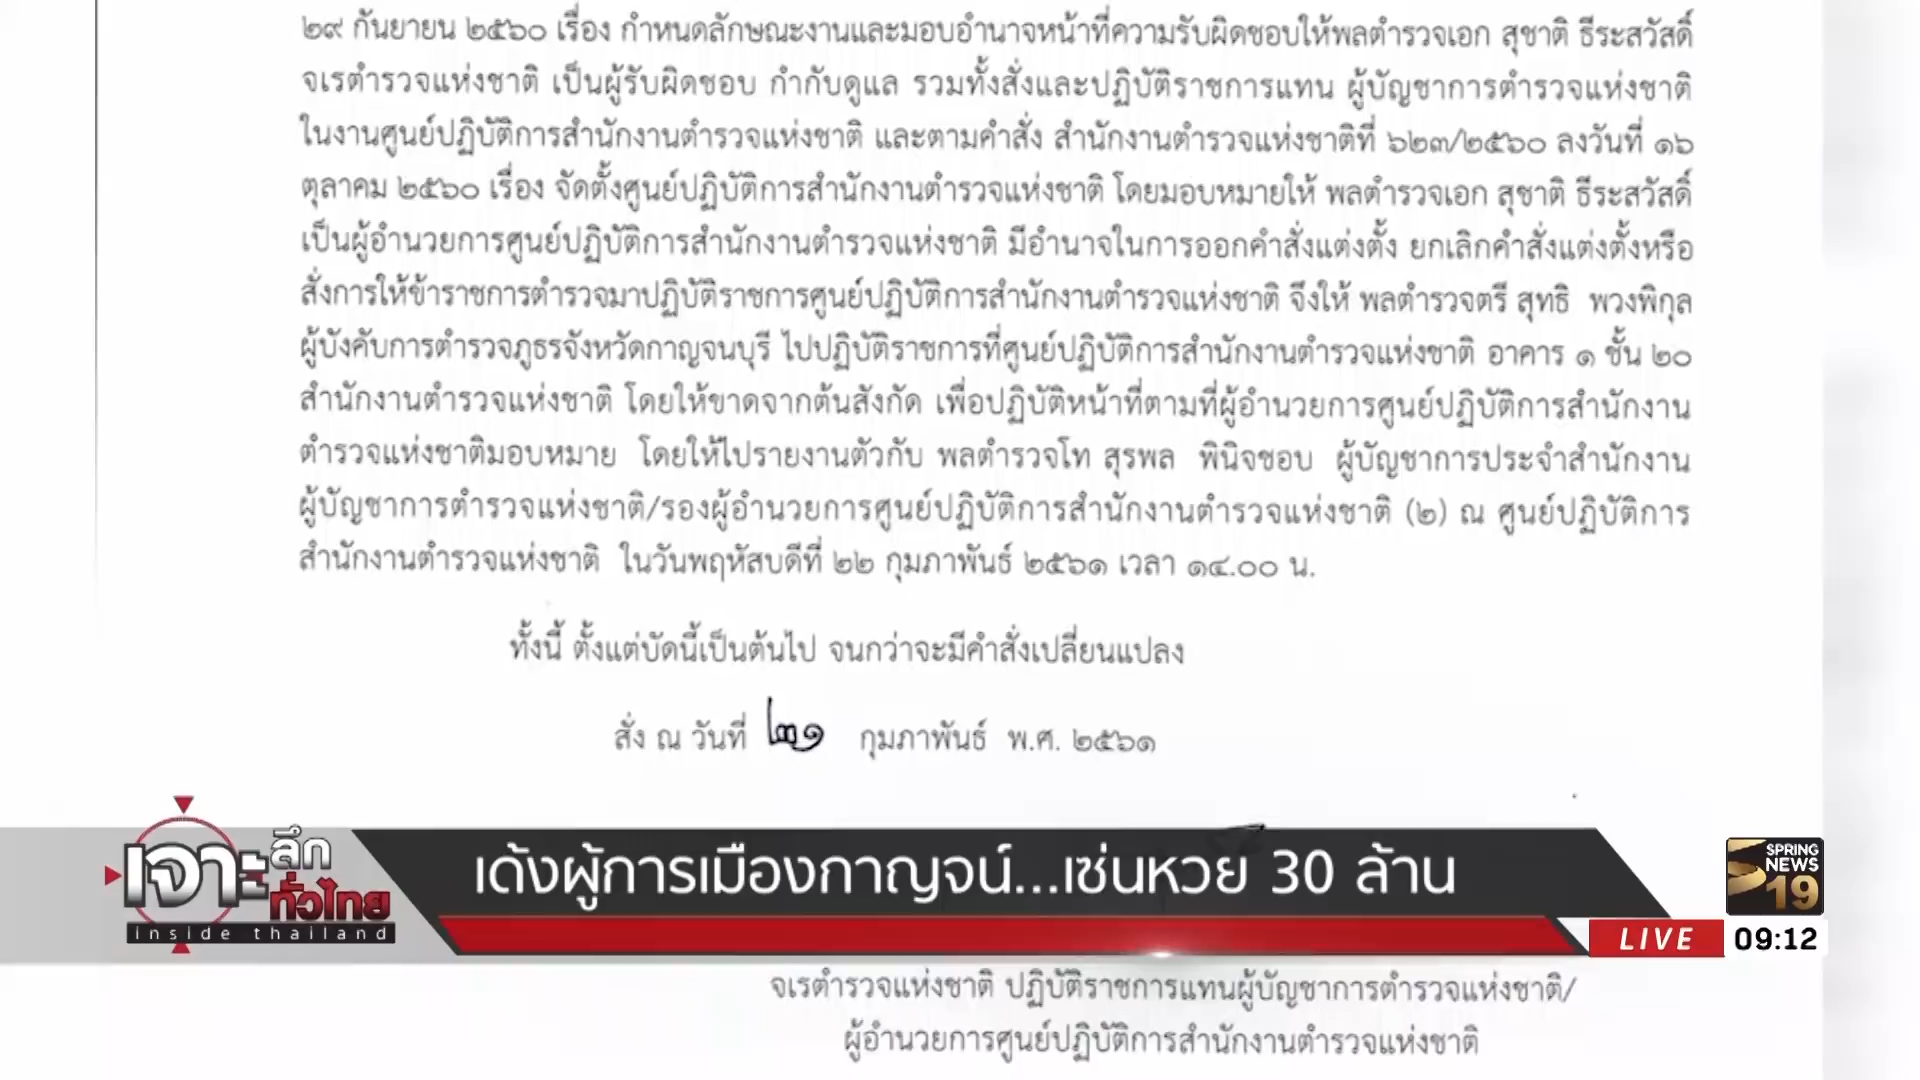 ๒๙ กันยายน ๒๕๖๐ เรื่อง กำหนดลักษณะงานและมอบอำนาจหน้าที่ความรับผิดชอบให้พลตำรวจเอก สุชาติ ธีระสวัสดิ์
จเรตำรวจแห่งชาติ เป็นผู้รับผิดชอบ กำกับดูแล รวมทั้งสั่งและปฏิบัติราชการแทน ผู้บัญชาการตำรวจแห่งชาติ
ในงานศูนย์ปฏิบัติการสำนักงานตำรวจแห่งชาติ และตามคำสั่ง สำนักงานตำรวจแห่งชาติที่ ๖๒๓/๒๕๖๐ ลงวันที่ ๑๖
ตุลาคม ๒๕๖๐ เรื่อง จัดตั้งศูนย์ปฏิบัติการสำนักงานตำรวจแห่งชาติ โดยมอบหมายให้ พลตำรวจเอก สุชาติ ธีระสวัสดิ์
เป็นผู้อำนวยการศูนย์ปฏิบัติการสำนักงานตำรวจแห่งชาติ มีอำนาจในการออกคำสั่งแต่งตั้ง ยกเลิกคำสั่งแต่งตั้งหรือ
สั่งการให้ข้าราชการตำรวจมาปฏิบัติราชการศูนย์ปฏิบัติการสำนักงานตำรวจแห่งชาติ จึงให้ พลตำรวจตรี สุทธิ พวงพิกุล
ผู้บังคับการตำรวจภูธรจังหวัดกาญจนบุรี ไปปฏิบัติราชการที่ศูนย์ปฏิบัติการสำนักงานตำรวจแห่งชาติ อาคาร ๑ ชั้น ๒๐
สำนักงานตำรวจแห่งชาติ โดยให้ขาดจากต้นสังกัด เพื่อปฏิบัติหน้าที่ตามที่ผู้อำนวยการศูนย์ปฏิบัติการสำนักงาน
ตำรวจแห่งชาติมอบหมาย โดยให้ไปรายงานตัวกับ พลตำรวจโท สุรพล พินิจชอบ ผู้บัญชาการประจำสำนักงาน
ผู้บัญชาการตำรวจแห่งชาติ/รองผู้อำนวยการศูนย์ปฏิบัติการสำนักงานตำรวจแห่งชาติ (๒) ณ ศูนย์ปฏิบัติการ
สำนักงานตำรวจแห่งชาติ ในวันพฤหัสบดีที่ ๒๒ กุมภาพันธ์ ๒๕๖๑ เวลา ๑๔.๐๐ น.
ทั้งนี้ ตั้งแต่บัดนี้เป็นต้นไป จนกว่าจะมีคำสั่งเปลี่ยนแปลง
สั่ง ณ วันที่ ๒๑ กุมภาพันธ์ พ.ศ. ๒๕๖๑
เจาะลึก
ทั่วไทย
inside thailand
เด้งผู้การเมืองกาญจน์...เซ่นหวย 30 ล้าน
SPRING
NEWS
19
LIVE 09:12
จเรตำรวจแห่งชาติ ปฏิบัติราชการแทนผู้บัญชาการตำรวจแห่งชาติ/
ผู้อำนวยการศูนย์ปฏิบัติการสำนักงานตำรวจแห่งชาติ